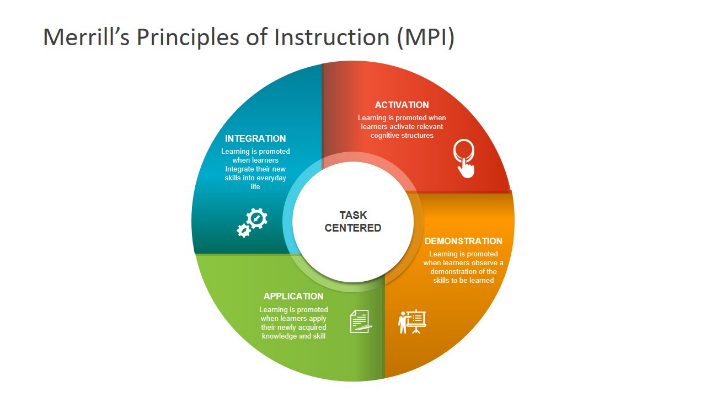 Merrill’s Principles of Instruction (MPI)
ACTIVATION
Learning is promoted when
learners activate relevant
cognitive structures
INTEGRATION
Learning is promoted
when learners
Integrate their new
skills into everyday
life
TASK
CENTERED
DEMONSTRATION
Learning is promoted
when learners observe a
demonstration of the
skills to be learned
APPLICATION
Learning is promoted
when learners apply
their newly acquired
knowledge and skill